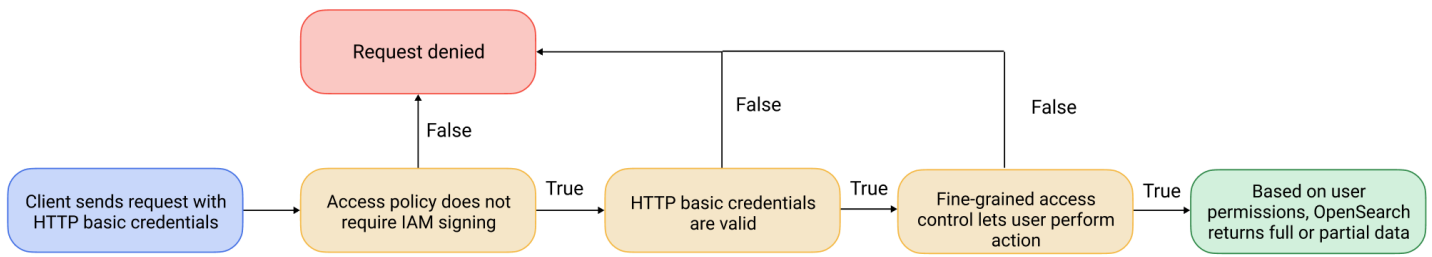 Request denied
False
False
False
Client sends request with
HTTP basic credentials
Access policy does not
require IAM signing
True
HTTP basic credentials
are valid
True
Fine-grained access
control lets user perform
action
True
Based on user
permissions, OpenSearch
returns full or partial data